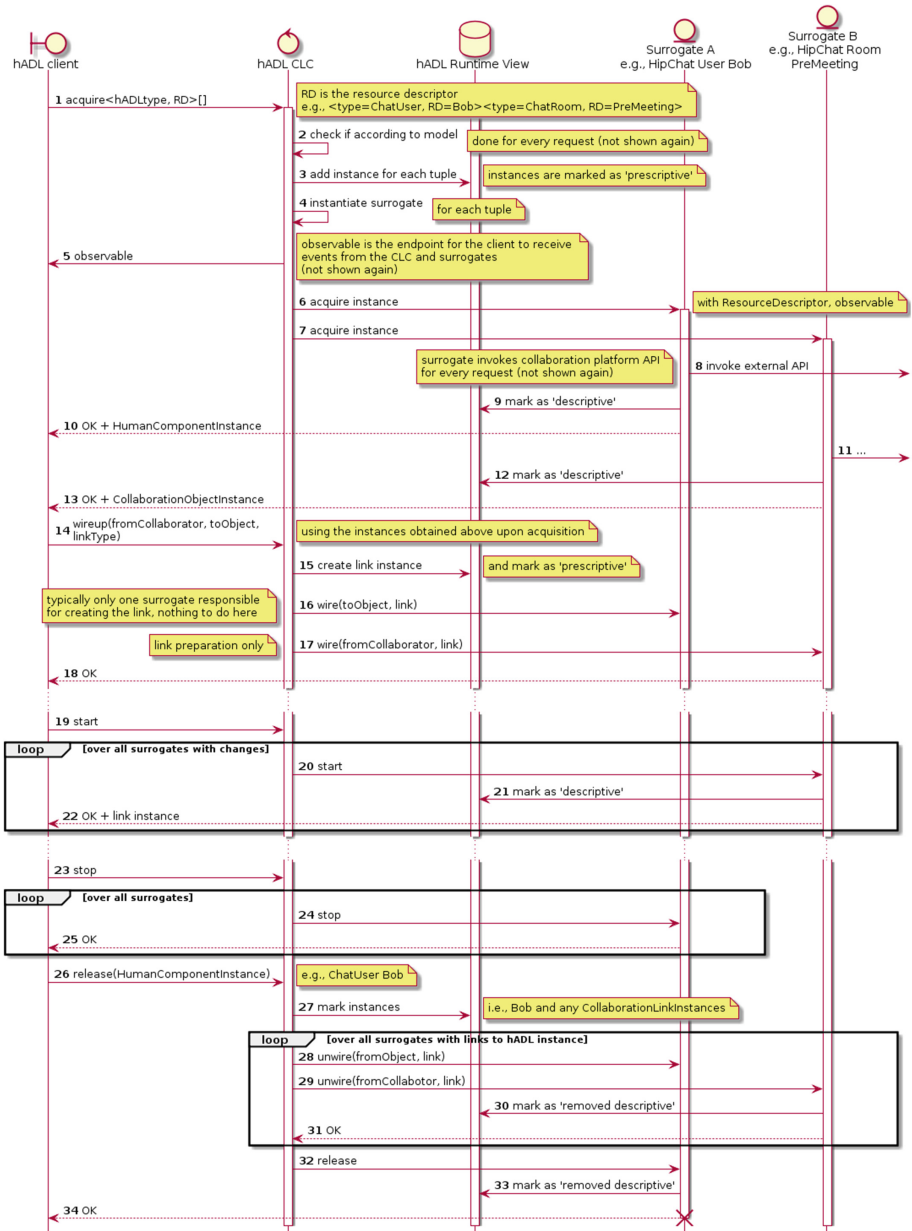 hADL client
hADL CLC
hADL Runtime View
Surrogate A
e.g., HipChat User Bob
Surrogate B
e.g., HipChat Room
PreMeeting
1 acquire<hADLtype, RD>[]
RD is the resource descriptor
e.g., <type=ChatUser, RD=Bob><type=ChatRoom, RD=PreMeeting>
2 check if according to model
done for every request (not shown again)
3 add instance for each tuple
instances are marked as 'prescriptive'
4 instantiate surrogate
for each tuple
5 observable
observable is the endpoint for the client to receive
events from the CLC and surrogates
(not shown again)
6 acquire instance
with ResourceDescriptor, observable
7 acquire instance
surrogate invokes collaboration platform API
for every request (not shown again)
8 invoke external API
9 mark as 'descriptive'
10 OK + HumanComponentInstance
11 ...
12 mark as 'descriptive'
13 OK + CollaborationObjectInstance
14 wireup(fromCollaborator, toObject,
linkType)
using the instances obtained above upon acquisition
15 create link instance
and mark as 'prescriptive'
typically only one surrogate responsible
for creating the link, nothing to do here
16 wire(toObject, link)
link preparation only
17 wire(fromCollaborator, link)
18 OK
19 start
loop [over all surrogates with changes]
20 start
21 mark as 'descriptive'
22 OK + link instance
23 stop
loop [over all surrogates]
24 stop
25 OK
26 release(HumanComponentInstance)
e.g., ChatUser Bob
27 mark instances
i.e., Bob and any CollaborationLinkInstances
loop [over all surrogates with links to hADL instance]
28 unwire(fromObject, link)
29 unwire(fromCollabotor, link)
30 mark as 'removed descriptive'
31 OK
32 release
33 mark as 'removed descriptive'
34 OK